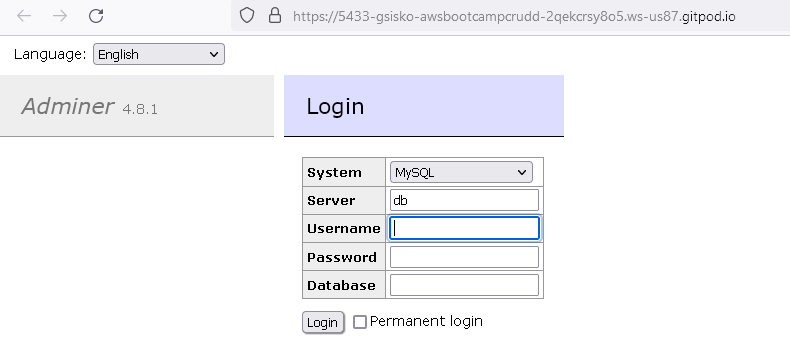 https://5433-gsisko-awsbootcampcrudd-2qekcrsy8o5.ws-us87.gitpod.io
Language: English
Adminer 4.8.1
Login
System MySQL
Server db
Username
Password
Database
Login Permanent login